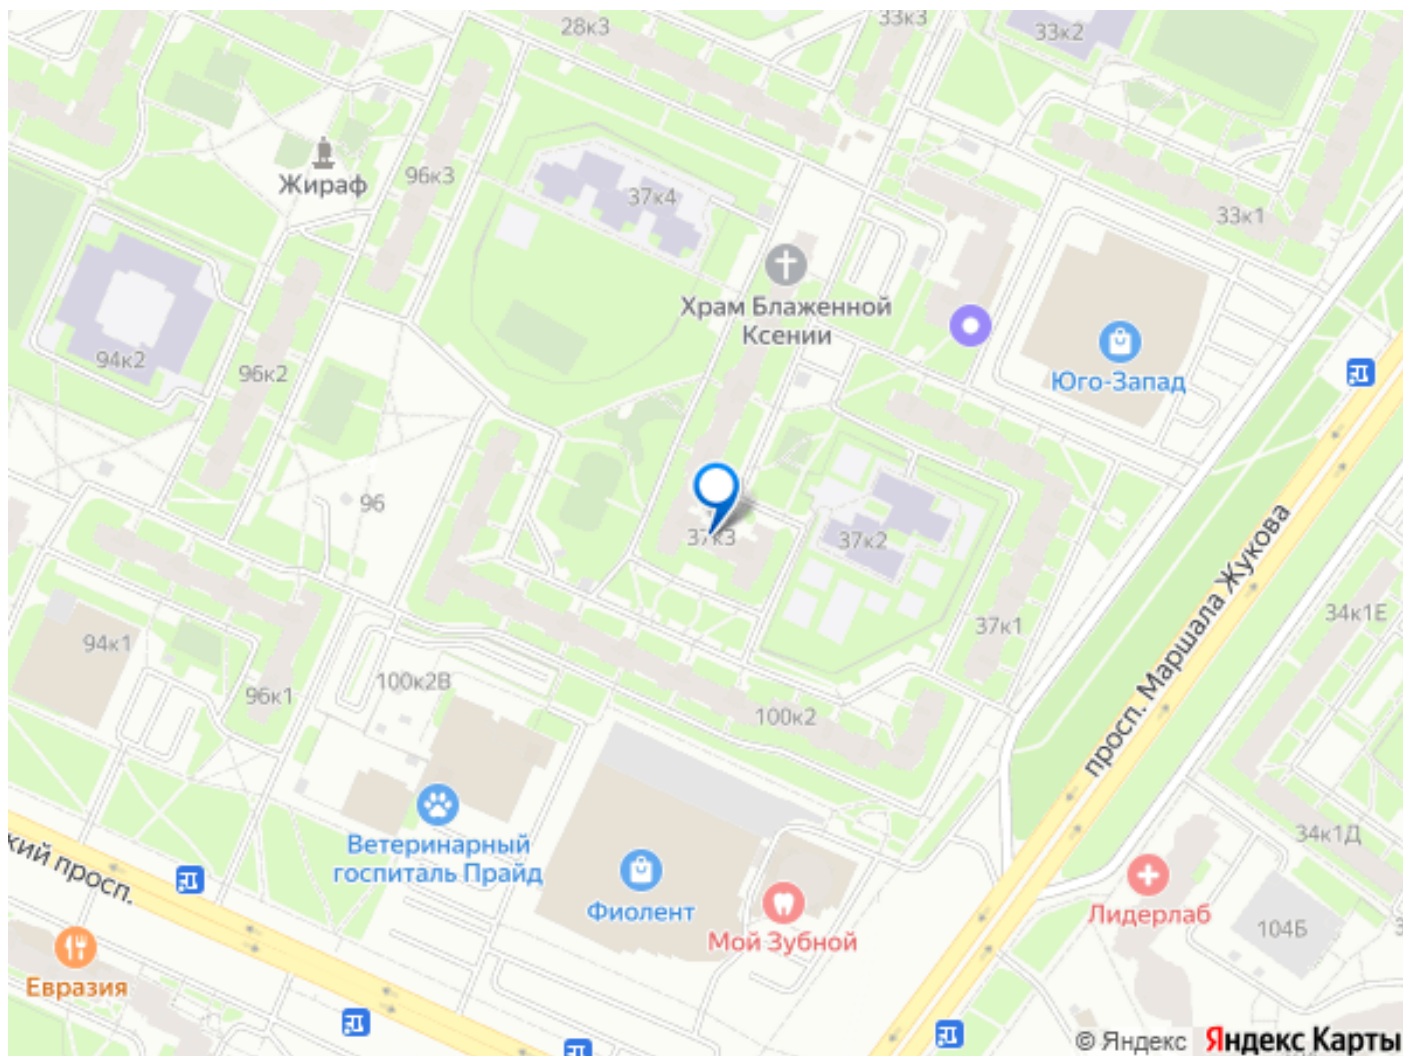 28к3
33к3
33к2
Жираф
96к3
37к4
33к1
Храм Блаженной
Ксении
94к2
96к2
Юго-Запад
96
37к3
37к2
просп. Маршала Жукова
37к1
34к1Е
94к1
96к1
100к2В
100к2
34к1Д
Ветеринарный
госпиталь Прайд
кий просп.
Фиолент
Мой Зубной
Лидерлаб
104Б
Евразия
© Яндекс Яндекс Карты